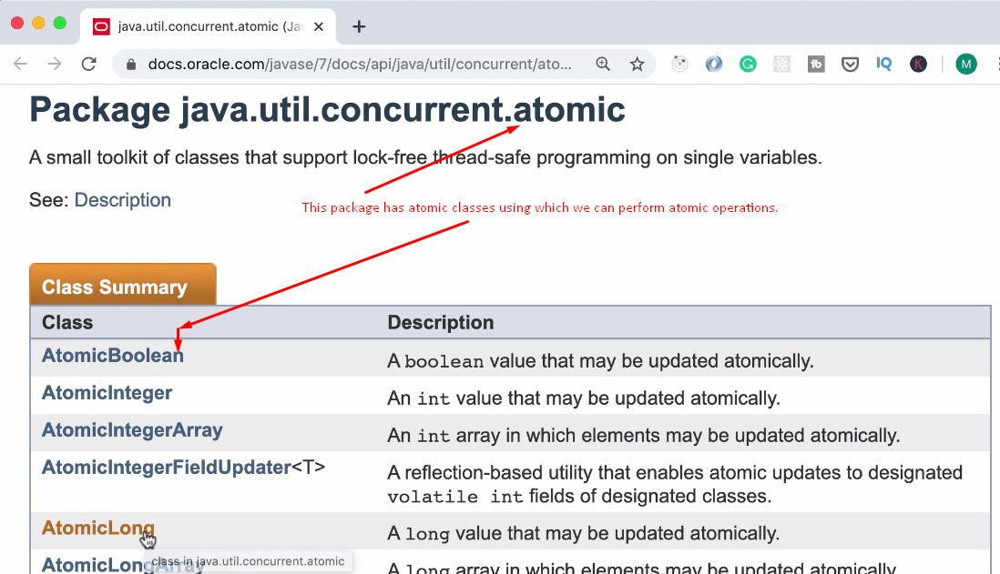 java.util.concurrent.atomic (Ja
docs.oracle.com/javase/7/docs/api/java/util/concurrent/ato...
G
tb
IQ
K
M
Package java.util.concurrent.atomic
A small toolkit of classes that support lock-free thread-safe programming on single variables.
See: Description
This package has atomic classes using which we can perform atomic operations.
Class Summary
Class Description
AtomicBoolean A boolean value that may be updated atomically.
AtomicInteger An int value that may be updated atomically.
AtomicIntegerArray An int array in which elements may be updated atomically.
AtomicIntegerFieldUpdater<T> A reflection-based utility that enables atomic updates to designated
volatile int fields of designated classes.
AtomicLong A long value that may be updated atomically.
class in java.util.concurrent.atomic
AtomicLongArray A long array in which elements may be updated atomically.